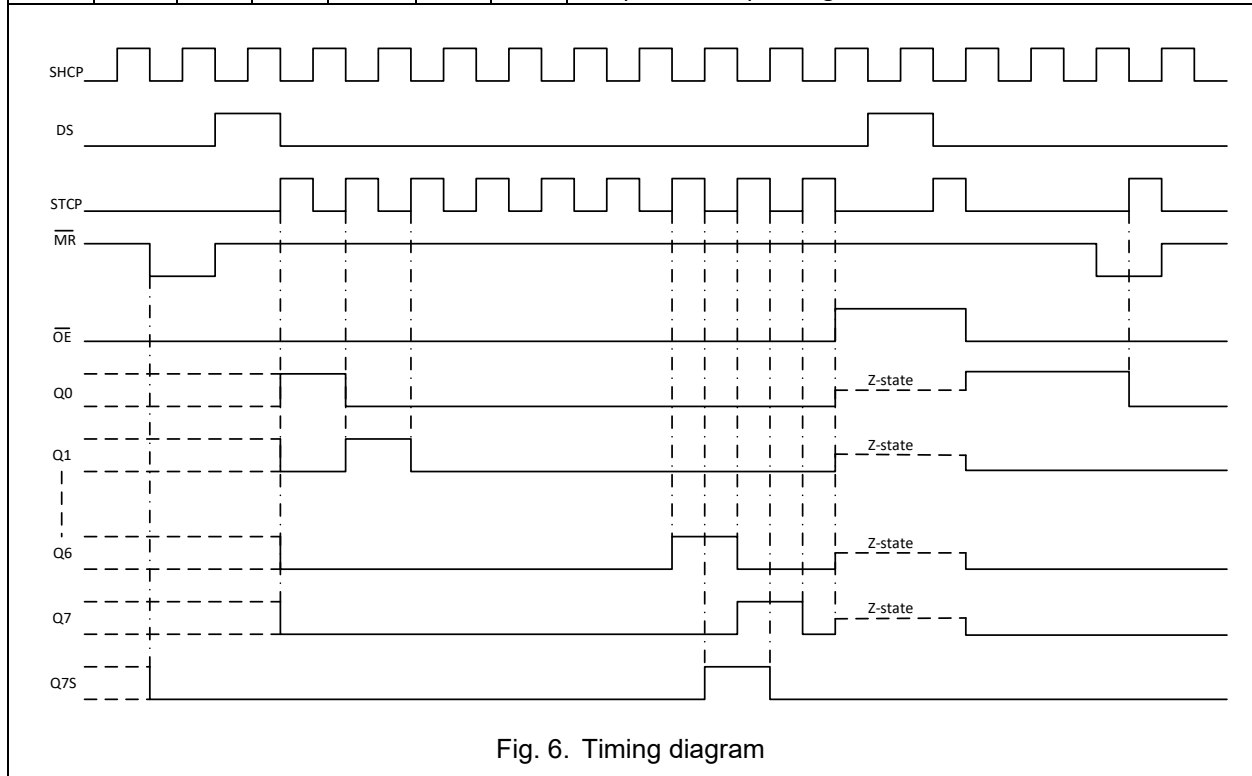 SHCP
DS
STCP
MR
OE
Q0
Z-state
Q1
Z-state
Q6
Z-state
Q7
Z-state
Q7S
Fig. 6. Timing diagram